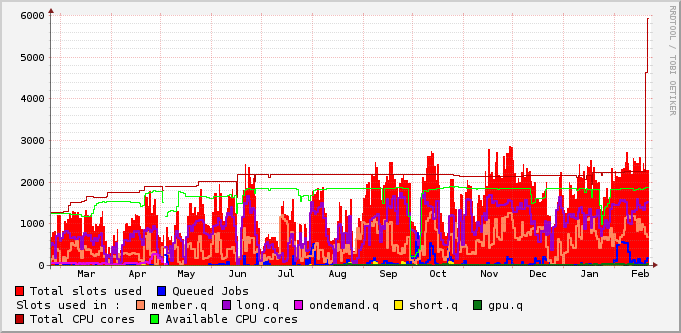 6000
5000
4000
3000
2000
1000
0
Mar Apr May Jun Jul Aug Sep Oct Nov Dec Jan Feb
RRDTOOL / TOBI OETIKER
Total slots used Queued Jobs
Slots used in : member.q long.q ondemand.q short.q gpu.q
Total CPU cores Available CPU cores